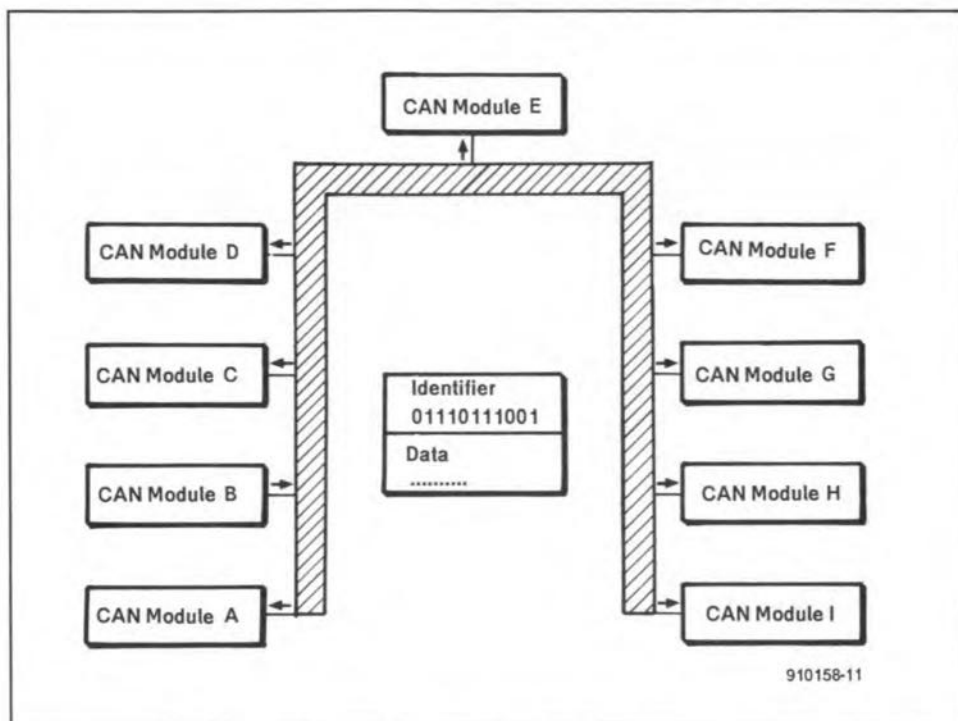 CAN Module E
CAN Module D
CAN Module F
CAN Module C
CAN Module G
Identifier
01110111001
Data
..........
CAN Module B
CAN Module H
CAN Module A
CAN Module I
910158-11